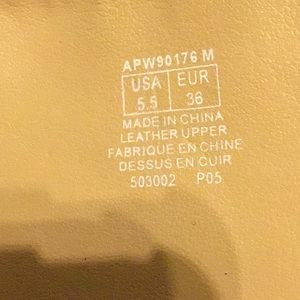 APW90176 M
USA EUR
5.5 36
MADE IN CHINA
LEATHER UPPER
FABRIQUE EN CHINE
DESSUS EN CUIR
503002 P05